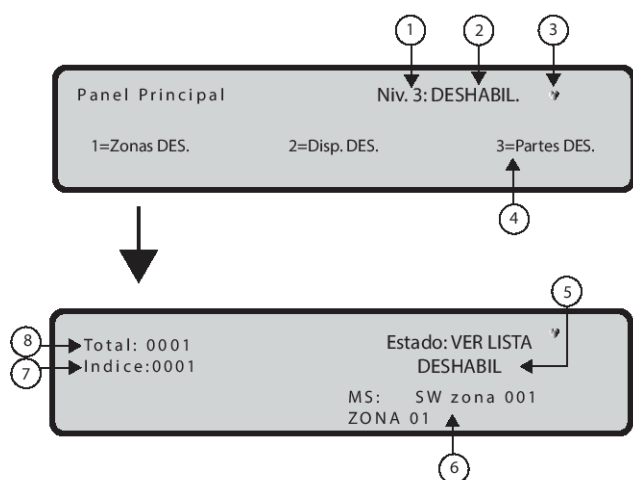 1 2 3
Panel Principal Niv. 3: DESHABIL.
1=Zonas DES. 2=Disp. DES. 3=Partes DES.
4
5
8 Total: 0001 Estado: VER LISTA
7 Indice:0001 DESHABIL
MS: SW zona 001
ZONA 01
6